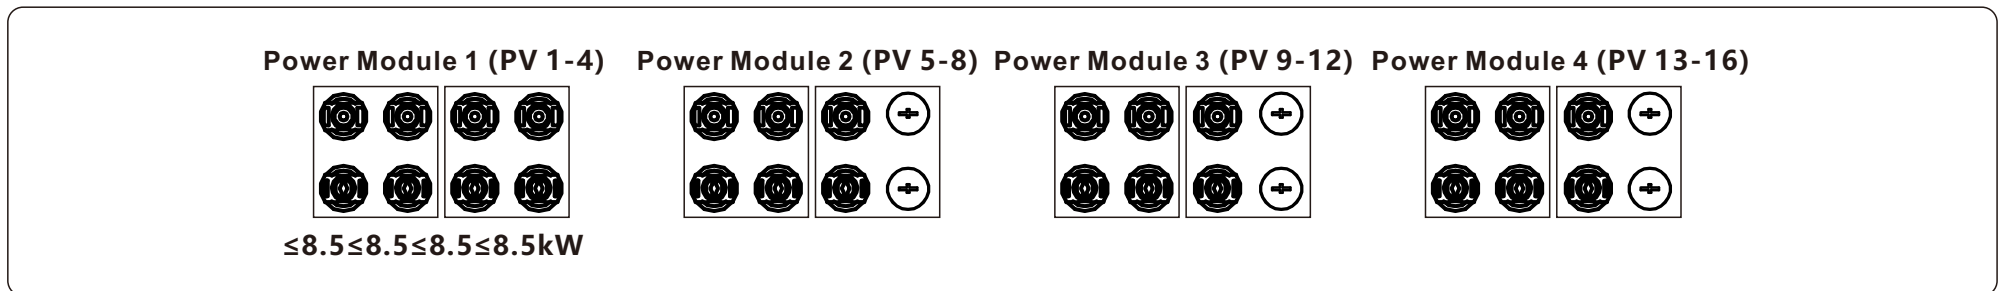 Power Module 1 (PV 1-4) Power Module 2 (PV 5-8) Power Module 3 (PV 9-12) Power Module 4 (PV 13-16)
≤8.5≤8.5≤8.5≤8.5kW